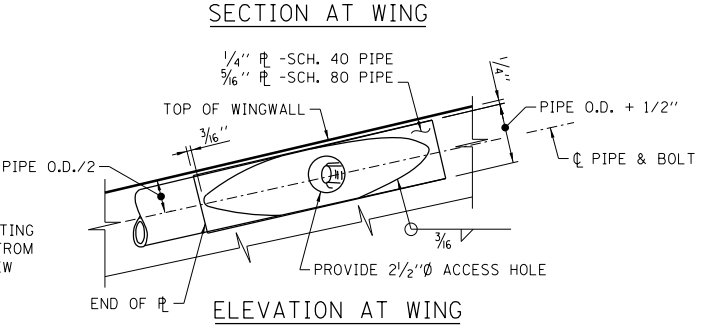 SECTION AT WING
1/4" ℄ -SCH. 40 PIPE
5/16" ℄ -SCH. 80 PIPE
TOP OF WINGWALL
1/4"
3/16"
PIPE O.D. + 1/2"
℄ PIPE & BOLT
PIPE O.D./2
TING
FROM
EW
3/16
PROVIDE 2 1/2"Ø ACCESS HOLE
END OF ℄
ELEVATION AT WING